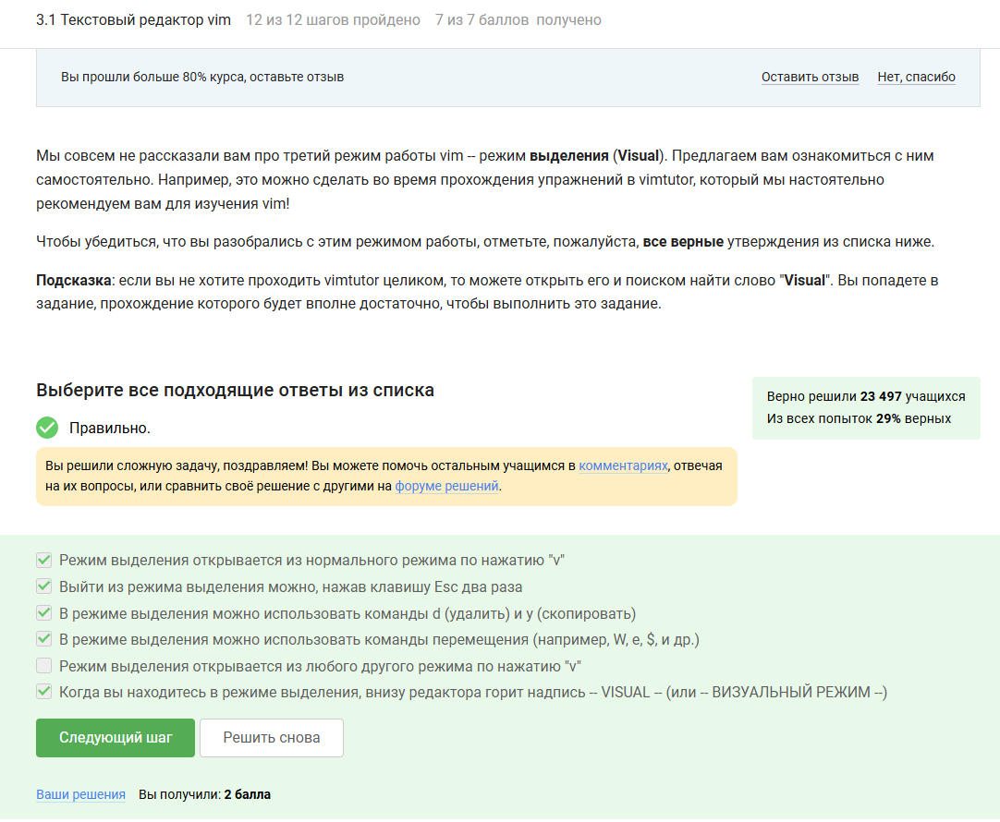 3.1 Текстовый редактор vim 12 из 12 шагов пройдено 7 из 7 баллов получено
Вы прошли больше 80% курса, оставьте отзыв Оставить отзыв Нет, спасибо
Мы совсем не рассказали вам про третий режим работы vim -- режим выделения (Visual). Предлагаем вам ознакомиться с ним
самостоятельно. Например, это можно сделать во время прохождения упражнений в vimtutor, который мы настоятельно
рекомендуем вам для изучения vim!
Чтобы убедиться, что вы разобрались с этим режимом работы, отметьте, пожалуйста, все верные утверждения из списка ниже.
Подсказка: если вы не хотите проходить vimtutor целиком, то можете открыть его и поиском найти слово "Visual". Вы попадете в
задание, прохождение которого будет вполне достаточно, чтобы выполнить это задание.
Выберите все подходящие ответы из списка
Верно решили 23 497 учащихся
Из всех попыток 29% верных
Правильно.
Вы решили сложную задачу, поздравляем! Вы можете помочь остальным учащимся в комментариях, отвечая
на их вопросы, или сравнить своё решение с другими на форуме решений.
Режим выделения открывается из нормального режима по нажатию "v"
Выйти из режима выделения можно, нажав клавишу Esc два раза
В режиме выделения можно использовать команды d (удалить) и y (скопировать)
В режиме выделения можно использовать команды перемещения (например, W, e, $, и др.)
Режим выделения открывается из любого другого режима по нажатию "v"
Когда вы находитесь в режиме выделения, внизу редактора горит надпись -- VISUAL -- (или -- ВИЗУАЛЬНЫЙ РЕЖИМ --)
Следующий шаг Решить снова
Ваши решения Вы получили: 2 балла